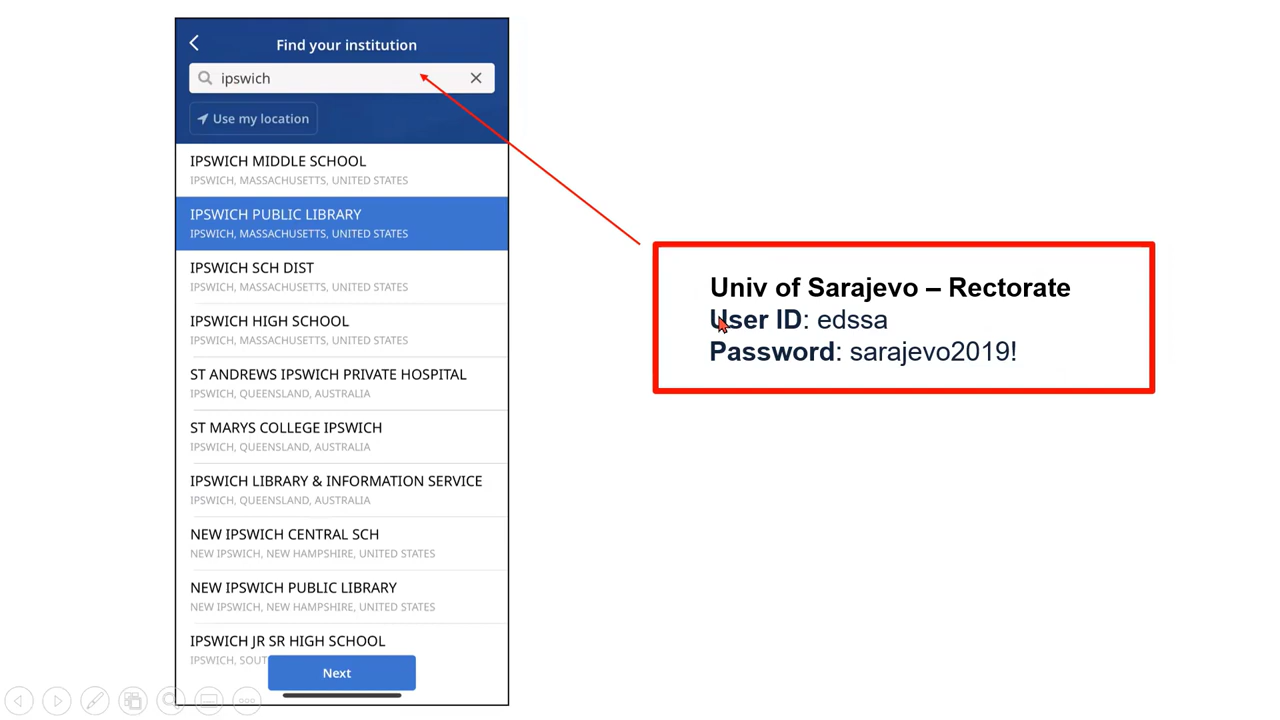 Find your institution
ipswich
Use my location
IPSWICH MIDDLE SCHOOL
IPSWICH, MASSACHUSETTS, UNITED STATES
IPSWICH PUBLIC LIBRARY
IPSWICH, MASSACHUSETTS, UNITED STATES
IPSWICH SCH DIST
IPSWICH, MASSACHUSETTS, UNITED STATES
IPSWICH HIGH SCHOOL
IPSWICH, MASSACHUSETTS, UNITED STATES
ST ANDREWS IPSWICH PRIVATE HOSPITAL
IPSWICH, QUEENSLAND, AUSTRALIA
ST MARYS COLLEGE IPSWICH
IPSWICH, QUEENSLAND, AUSTRALIA
IPSWICH LIBRARY & INFORMATION SERVICE
IPSWICH, QUEENSLAND, AUSTRALIA
NEW IPSWICH CENTRAL SCH
NEW IPSWICH, NEW HAMPSHIRE, UNITED STATES
NEW IPSWICH PUBLIC LIBRARY
NEW IPSWICH, NEW HAMPSHIRE, UNITED STATES
IPSWICH JR SR HIGH SCHOOL
IPSWICH, SOUT
Next
Univ of Sarajevo – Rectorate
User ID: edssa
Password: sarajevo2019!